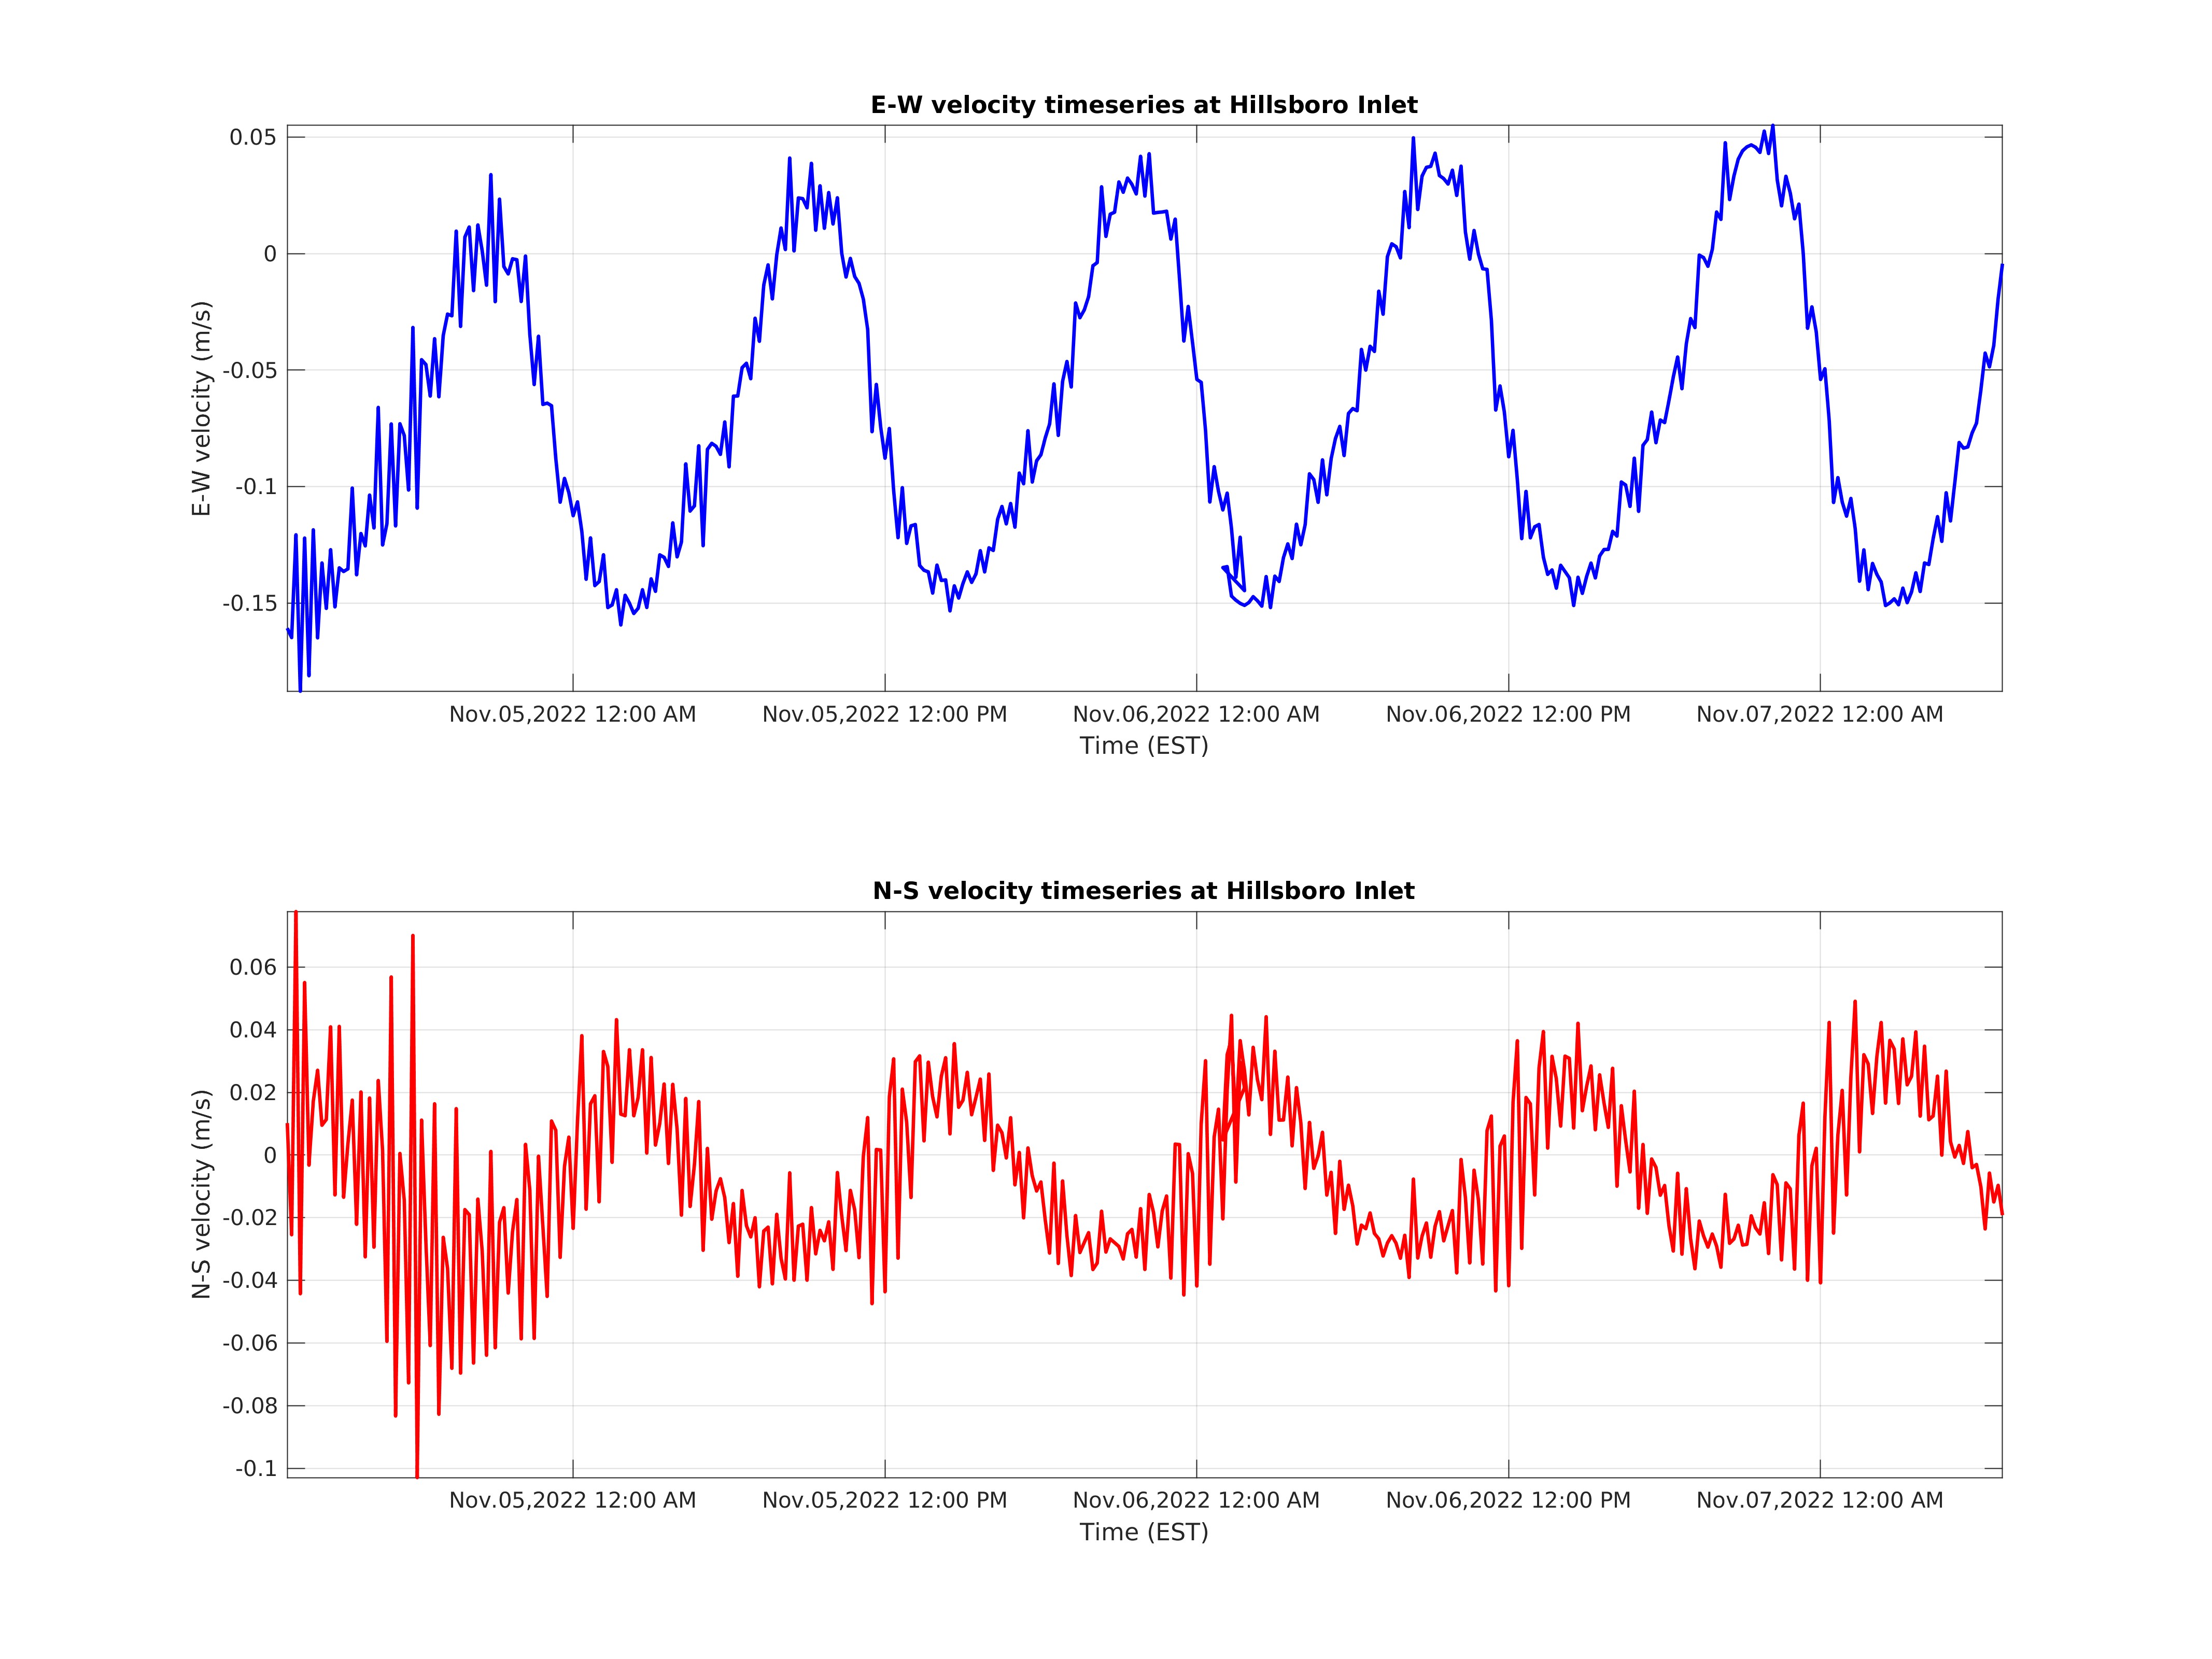 E-W velocity timeseries at Hillsboro Inlet
0.05
0
-0.05
-0.1
-0.15
E-W velocity (m/s)
Nov.05,2022 12:00 AM Nov.05,2022 12:00 PM Nov.06,2022 12:00 AM Nov.06,2022 12:00 PM Nov.07,2022 12:00 AM
Time (EST)
N-S velocity timeseries at Hillsboro Inlet
0.06
0.04
0.02
0
-0.02
-0.04
-0.06
-0.08
-0.1
N-S velocity (m/s)
Nov.05,2022 12:00 AM Nov.05,2022 12:00 PM Nov.06,2022 12:00 AM Nov.06,2022 12:00 PM Nov.07,2022 12:00 AM
Time (EST)